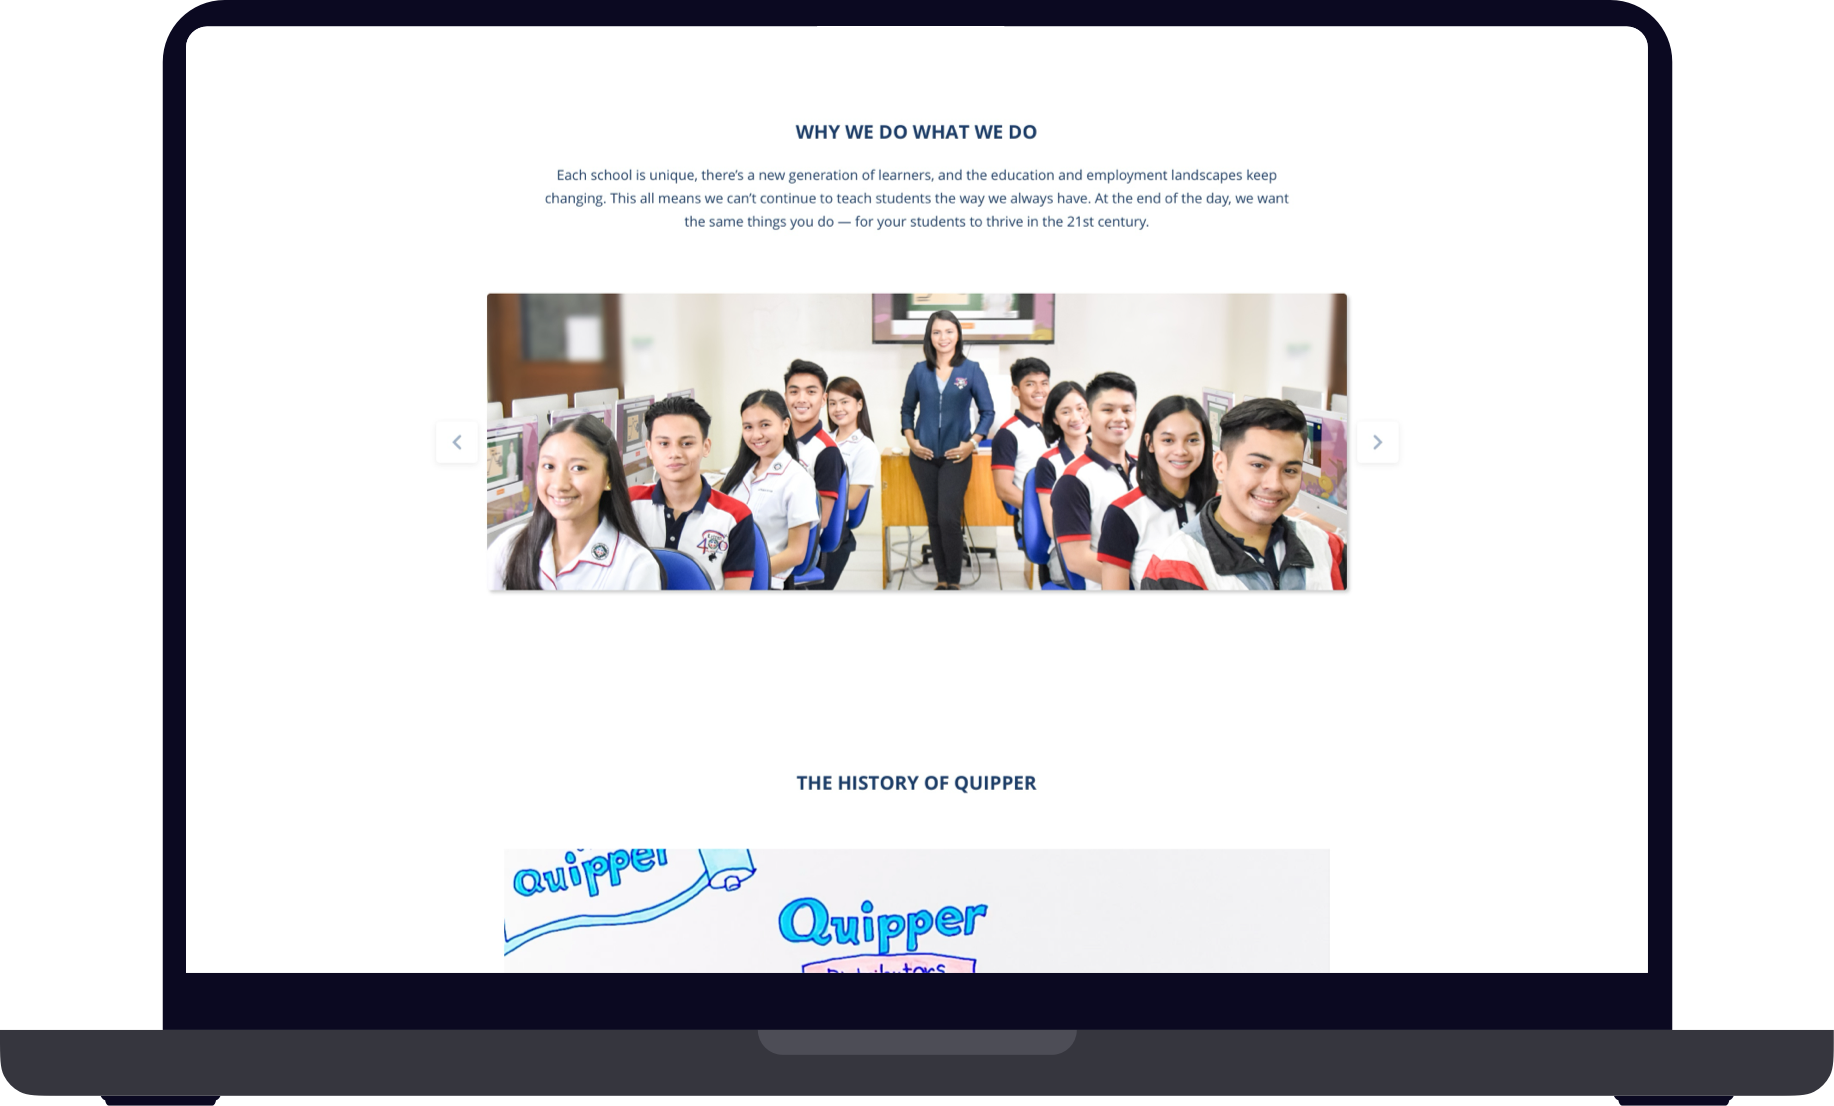 WHY WE DO WHAT WE DO
Each school is unique, there's a new generation of learners, and the education and employment landscapes keep
changing. This all means we can't continue to teach students the way we always have. At the end of the day, we want
the same things you do — for your students to thrive in the 21st century.
THE HISTORY OF QUIPPER
Quipper
Quipper
Distributors